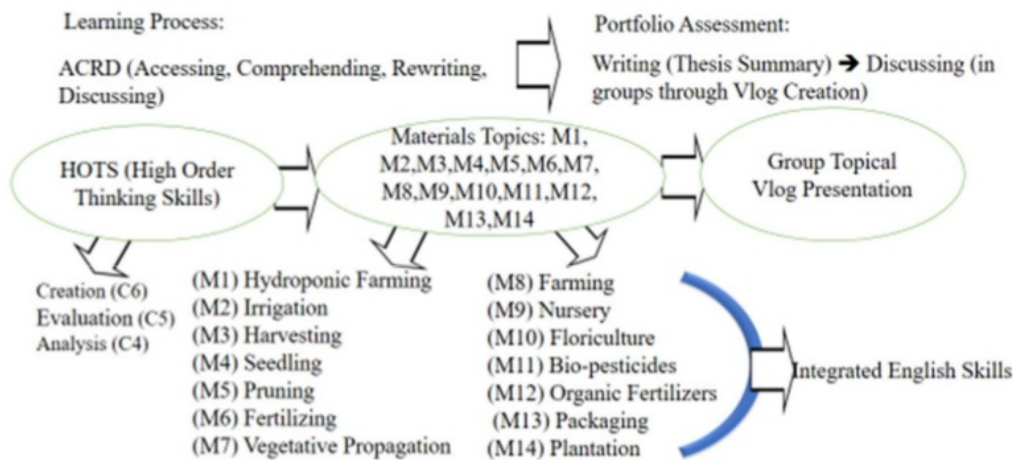 Learning Process:
ACRD (Accessing, Comprehending, Rewriting,
Discussing)
Portfolio Assessment:
Writing (Thesis Summary) ➔ Discussing (in
groups through Vlog Creation)
HOTS (High Order
Thinking Skills)
Materials Topics: M1,
M2,M3,M4,M5,M6,M7,
M8,M9,M10,M11,M12,
M13,M14
Group Topical
Vlog Presentation
Creation (C6)
Evaluation (C5)
Analysis (C4)
(M1) Hydroponic Farming
(M2) Irrigation
(M3) Harvesting
(M4) Seedling
(M5) Pruning
(M6) Fertilizing
(M7) Vegetative Propagation
(M8) Farming
(M9) Nursery
(M10) Floriculture
(M11) Bio-pesticides
(M12) Organic Fertilizers
(M13) Packaging
(M14) Plantation
Integrated English Skills